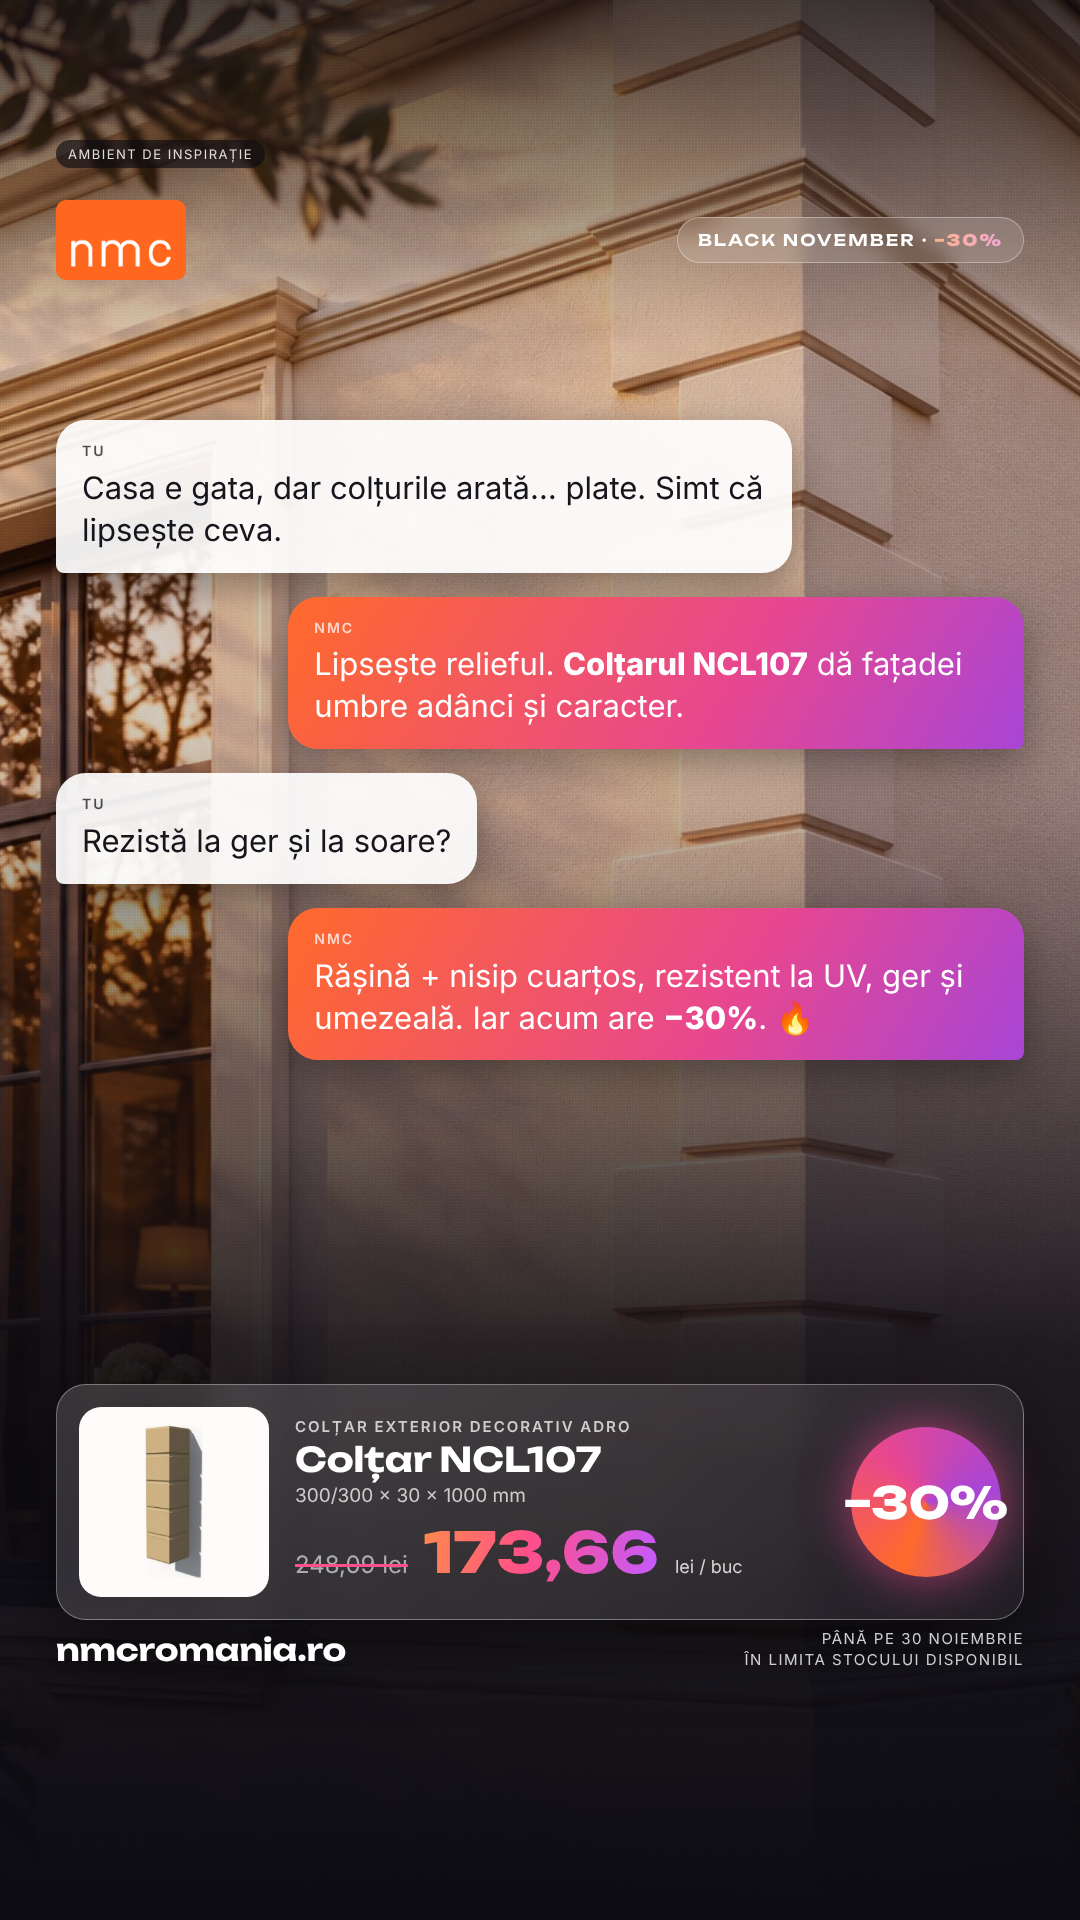 AMBIENT DE INSPIRAȚIE
nmc
BLACK NOVEMBER · −30%
TU
Casa e gata, dar colțurile arată... plate. Simt că
lipsește ceva.
NMC
Lipsește relieful. Colțarul NCL107 dă fațadei
umbre adânci și caracter.
TU
Rezistă la ger și la soare?
NMC
Rășină + nisip cuarțos, rezistent la UV, ger și
umezeală. Iar acum are −30%. 🔥
COLȚAR EXTERIOR DECORATIV ADRO
Colțar NCL107
300/300 × 30 × 1000 mm
248,09 lei 173,66 lei / buc
−30%
nmcromania.ro
PÂNĂ PE 30 NOIEMBRIE
ÎN LIMITA STOCULUI DISPONIBIL